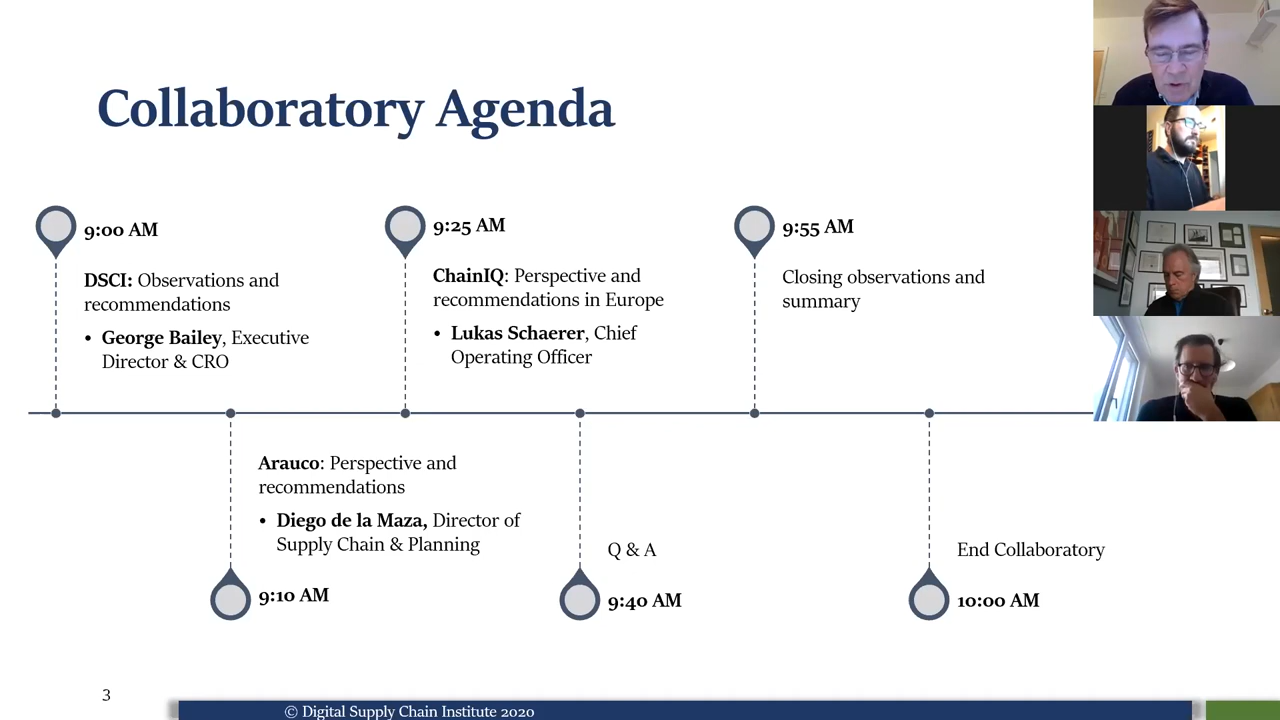 Collaboratory Agenda
9:00 AM
DSCI: Observations and
recommendations
• George Bailey, Executive
Director & CRO
9:25 AM
ChainIQ: Perspective and
recommendations in Europe
• Lukas Schaerer, Chief
Operating Officer
9:55 AM
Closing observations and
summary
Arauco: Perspective and
recommendations
• Diego de la Maza, Director of
Supply Chain & Planning
9:10 AM
Q & A
9:40 AM
End Collaboratory
10:00 AM
3
© Digital Supply Chain Institute 2020